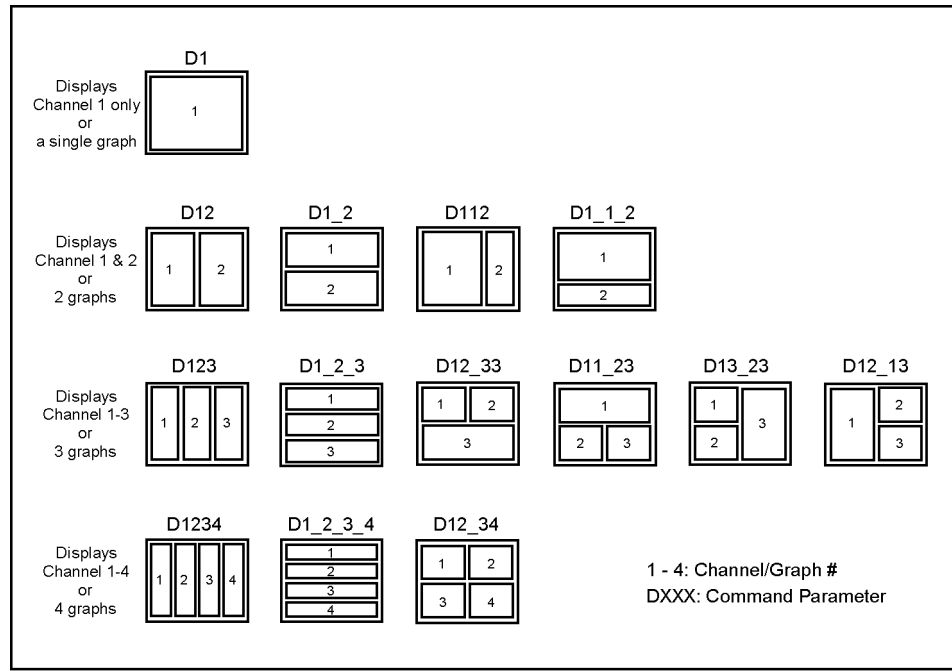 D1
Displays
Channel 1 only
or
a single graph
1
D12 D1_2 D112 D1_1_2
Displays
Channel 1 & 2
or
2 graphs
1 2
1
2
1 2
1
2
D123 D1_2_3 D12_33 D11_23 D13_23 D12_13
Displays
Channel 1-3
or
3 graphs
1 2 3
1
2
3
1 2
3
1
2 3
1
2
3
1
2
3
D1234 D1_2_3_4 D12_34
Displays
Channel 1-4
or
4 graphs
1 2 3 4
1
2
3
4
1 2
3 4
1 - 4: Channel/Graph #
DXXX: Command Parameter